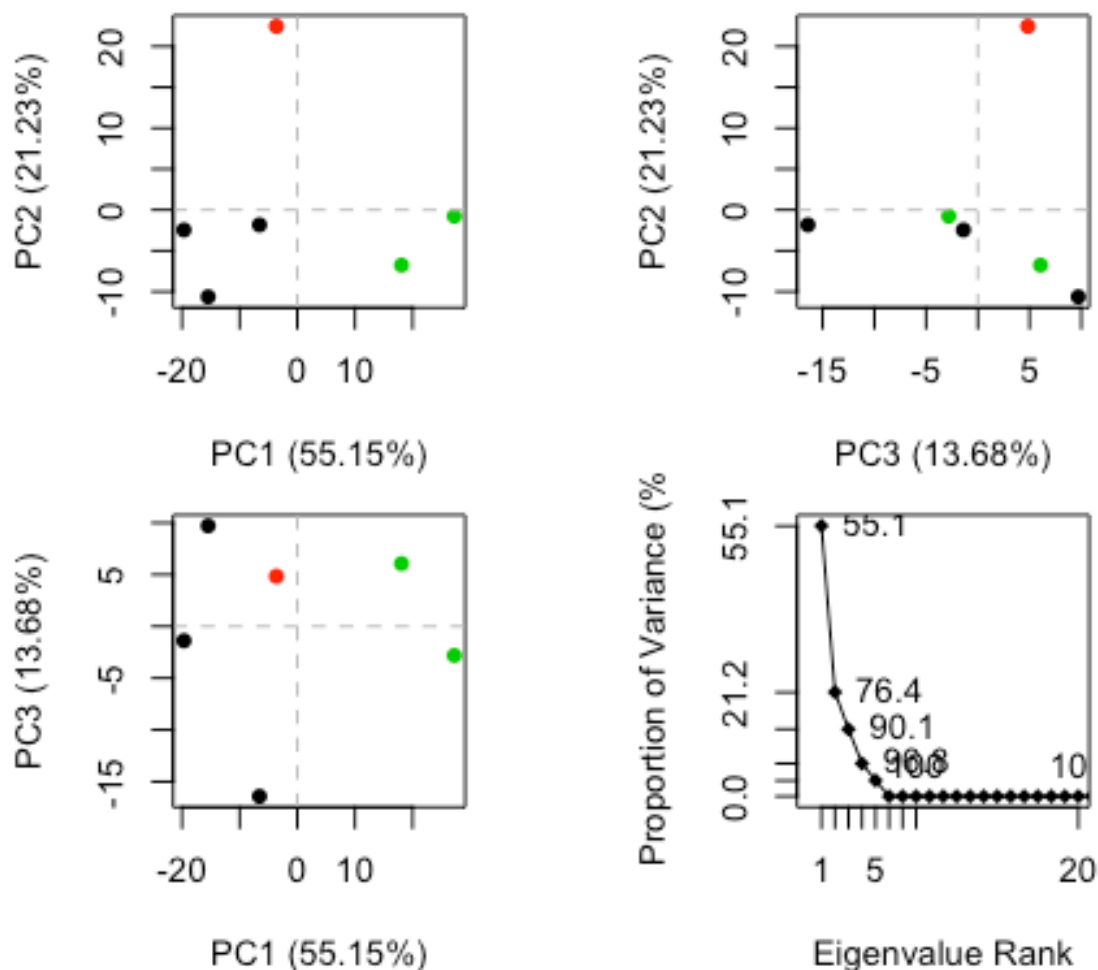 PC2 (21.23%)
20
10
0
-10
-20 0 10
PC1 (55.15%)
PC2 (21.23%)
20
10
0
-10
-15 -5 5
PC3 (13.68%)
PC3 (13.68%)
5
-5
-15
-20 0 10
PC1 (55.15%)
Proportion of Variance (%
55.1
21.2
0.0
55.1
76.4
90.1
96.8
100
10
1 5 20
Eigenvalue Rank